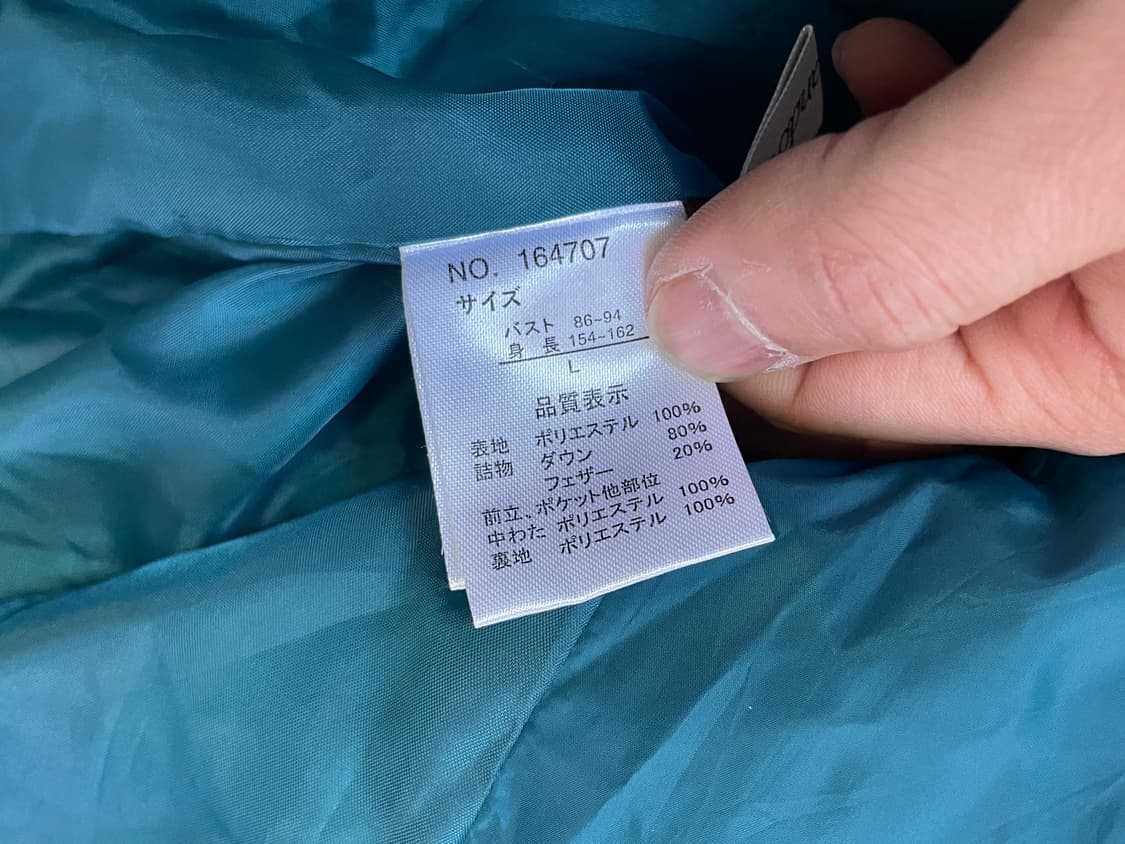 NO. 164707
サイズ
バスト 86~94
身 長 154~162
L
品質表示
表地 ポリエステル 100%
詰物 ダウン 80%
フェザー 20%
前立、ポケット他部位
中わた ポリエステル 100%
裏地 ポリエステル 100%